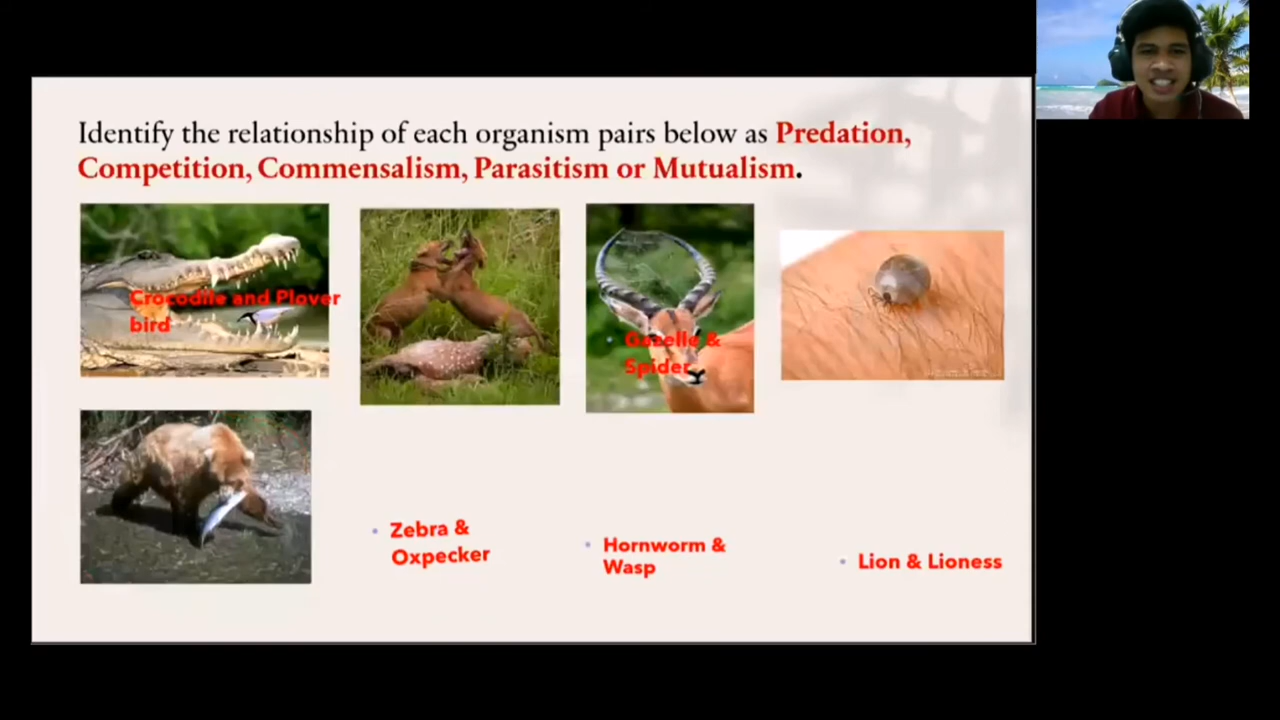 Identify the relationship of each organism pairs below as Predation,
Competition, Commensalism, Parasitism or Mutualism.
Crocodile and Plover
bird
• Gazelle &
Spider
• Zebra &
Oxpecker
• Hornworm &
Wasp
• Lion & Lioness